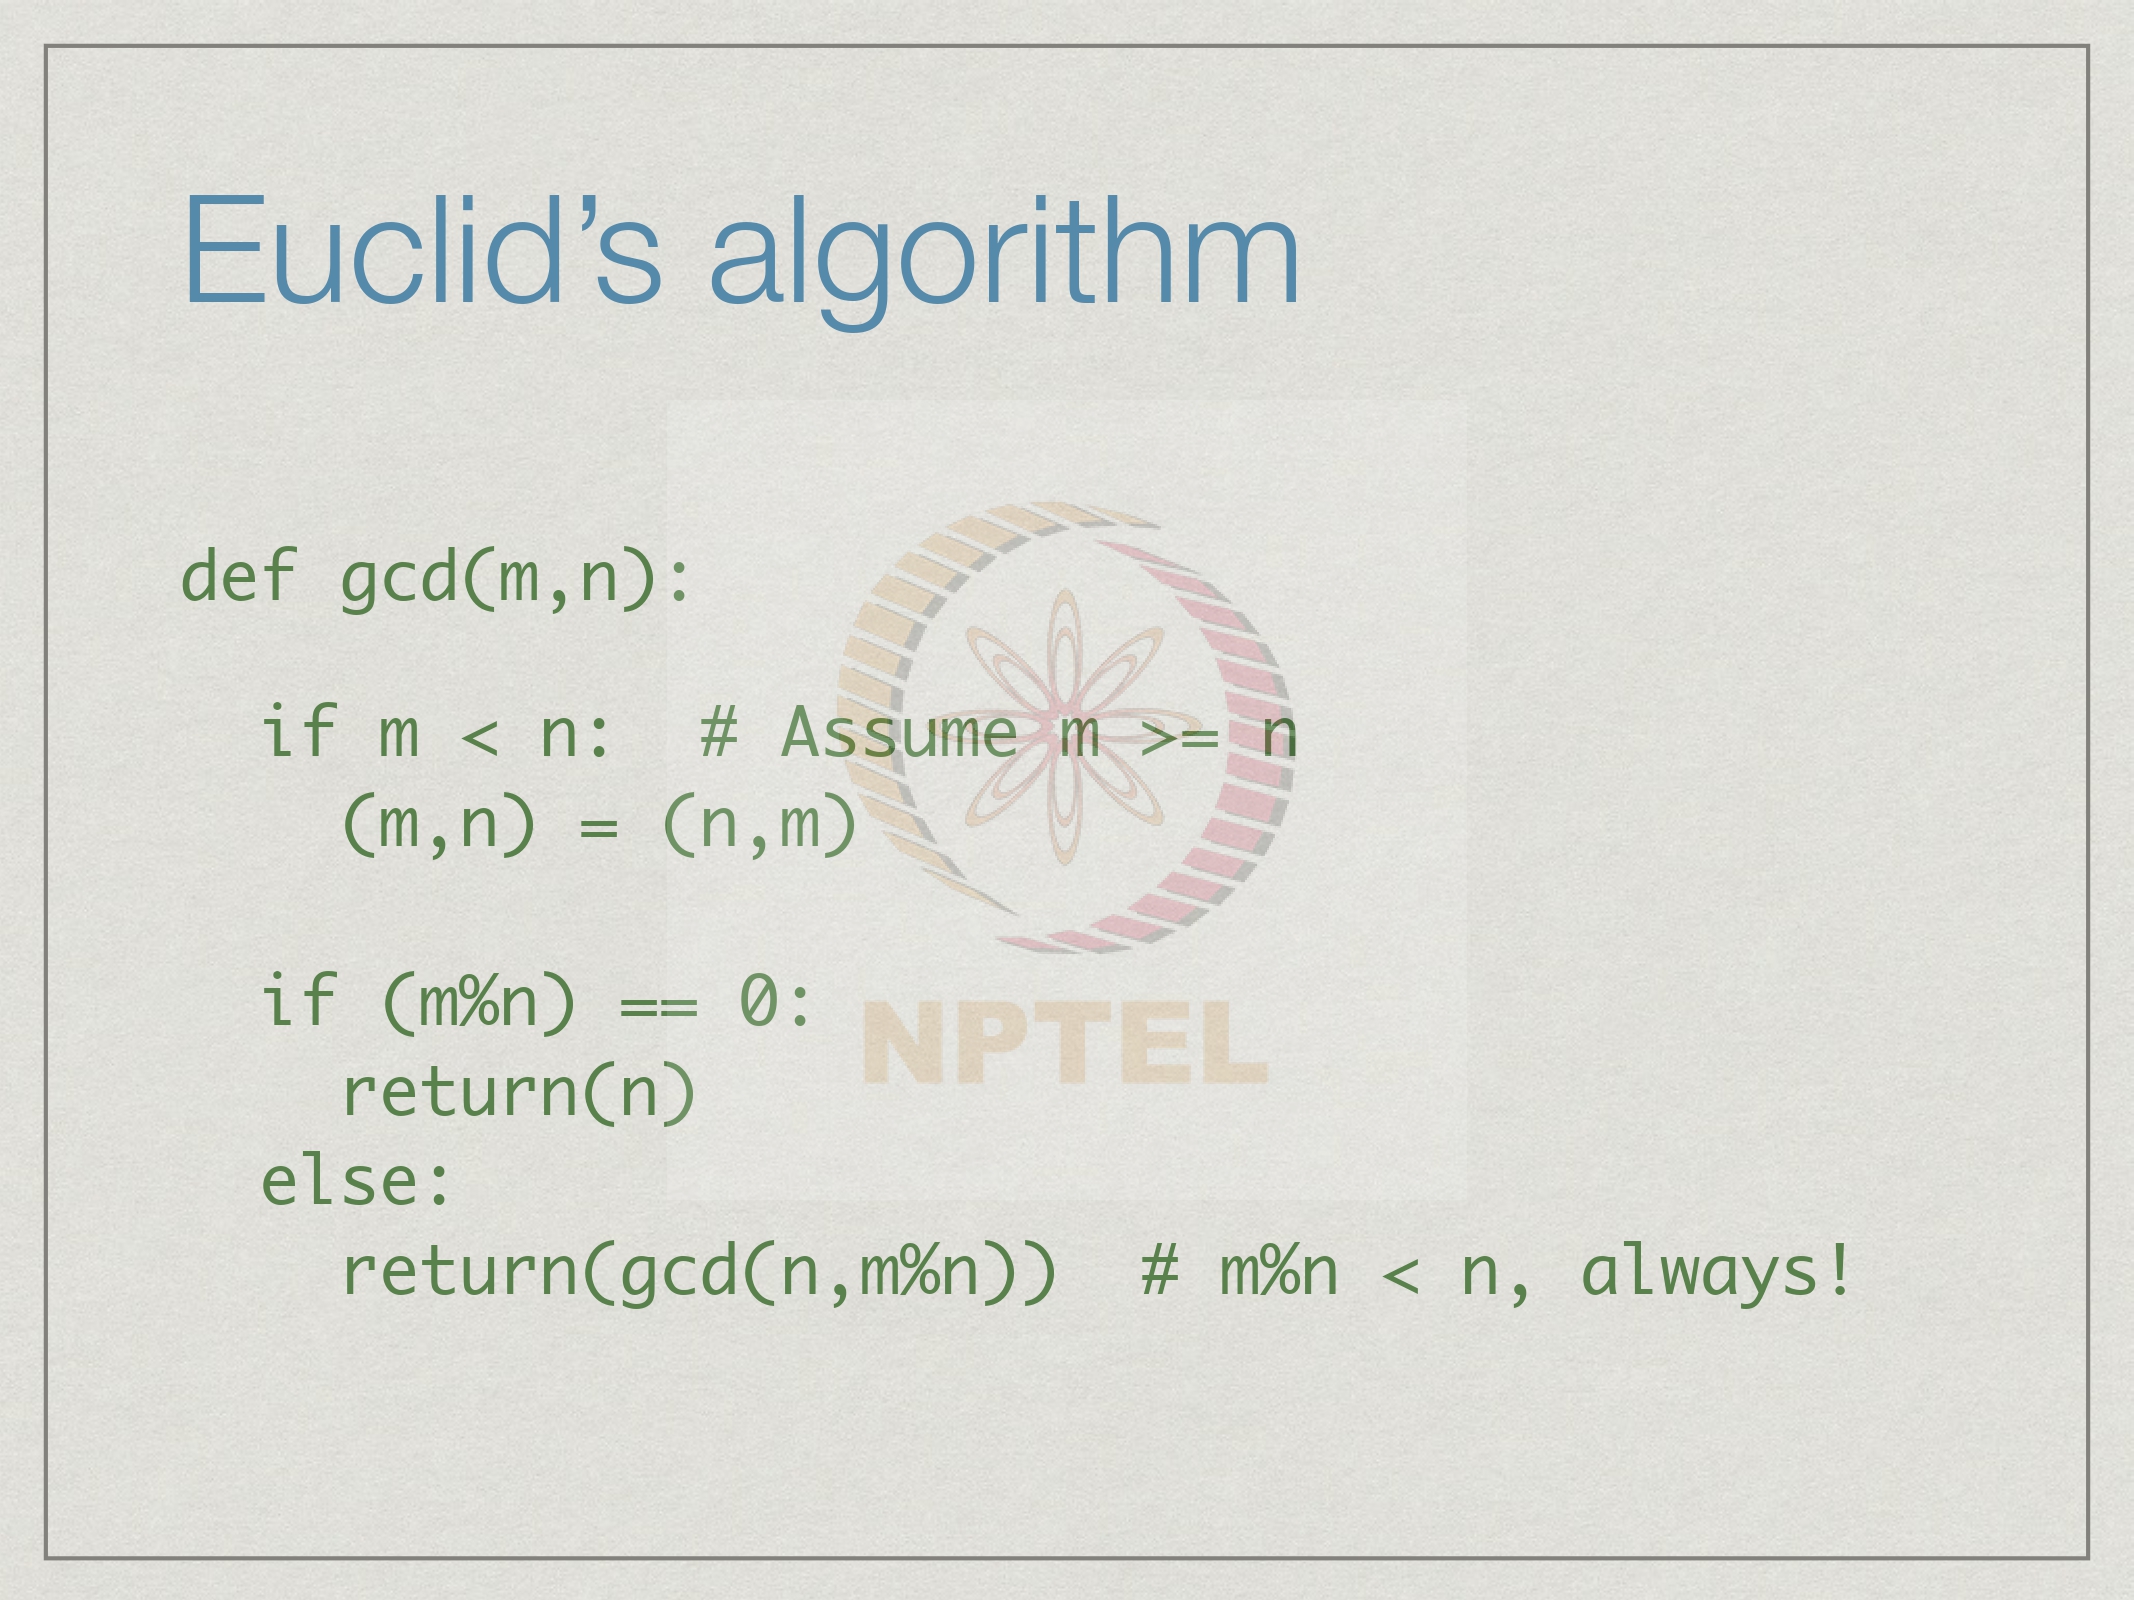 Euclid’s algorithm
def gcd(m,n):
  if m < n:  # Assume m >= n
    (m,n) = (n,m)
  if (m%n) == 0:
    return(n)
  else:
    return(gcd(n,m%n))  # m%n < n, always!
NPTEL